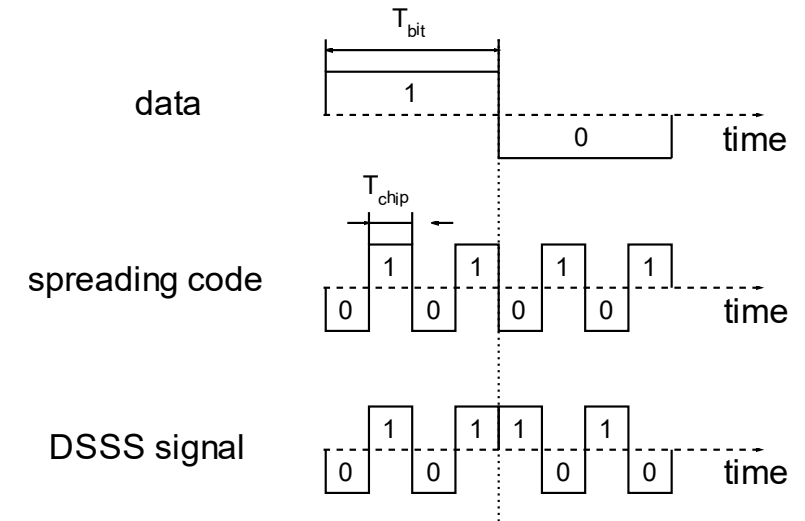 T_bit
data
1
0
time
T_chip
spreading code
0 1 0 1 0 1 0 1
time
DSSS signal
0 1 0 1 1 0 1 0
time